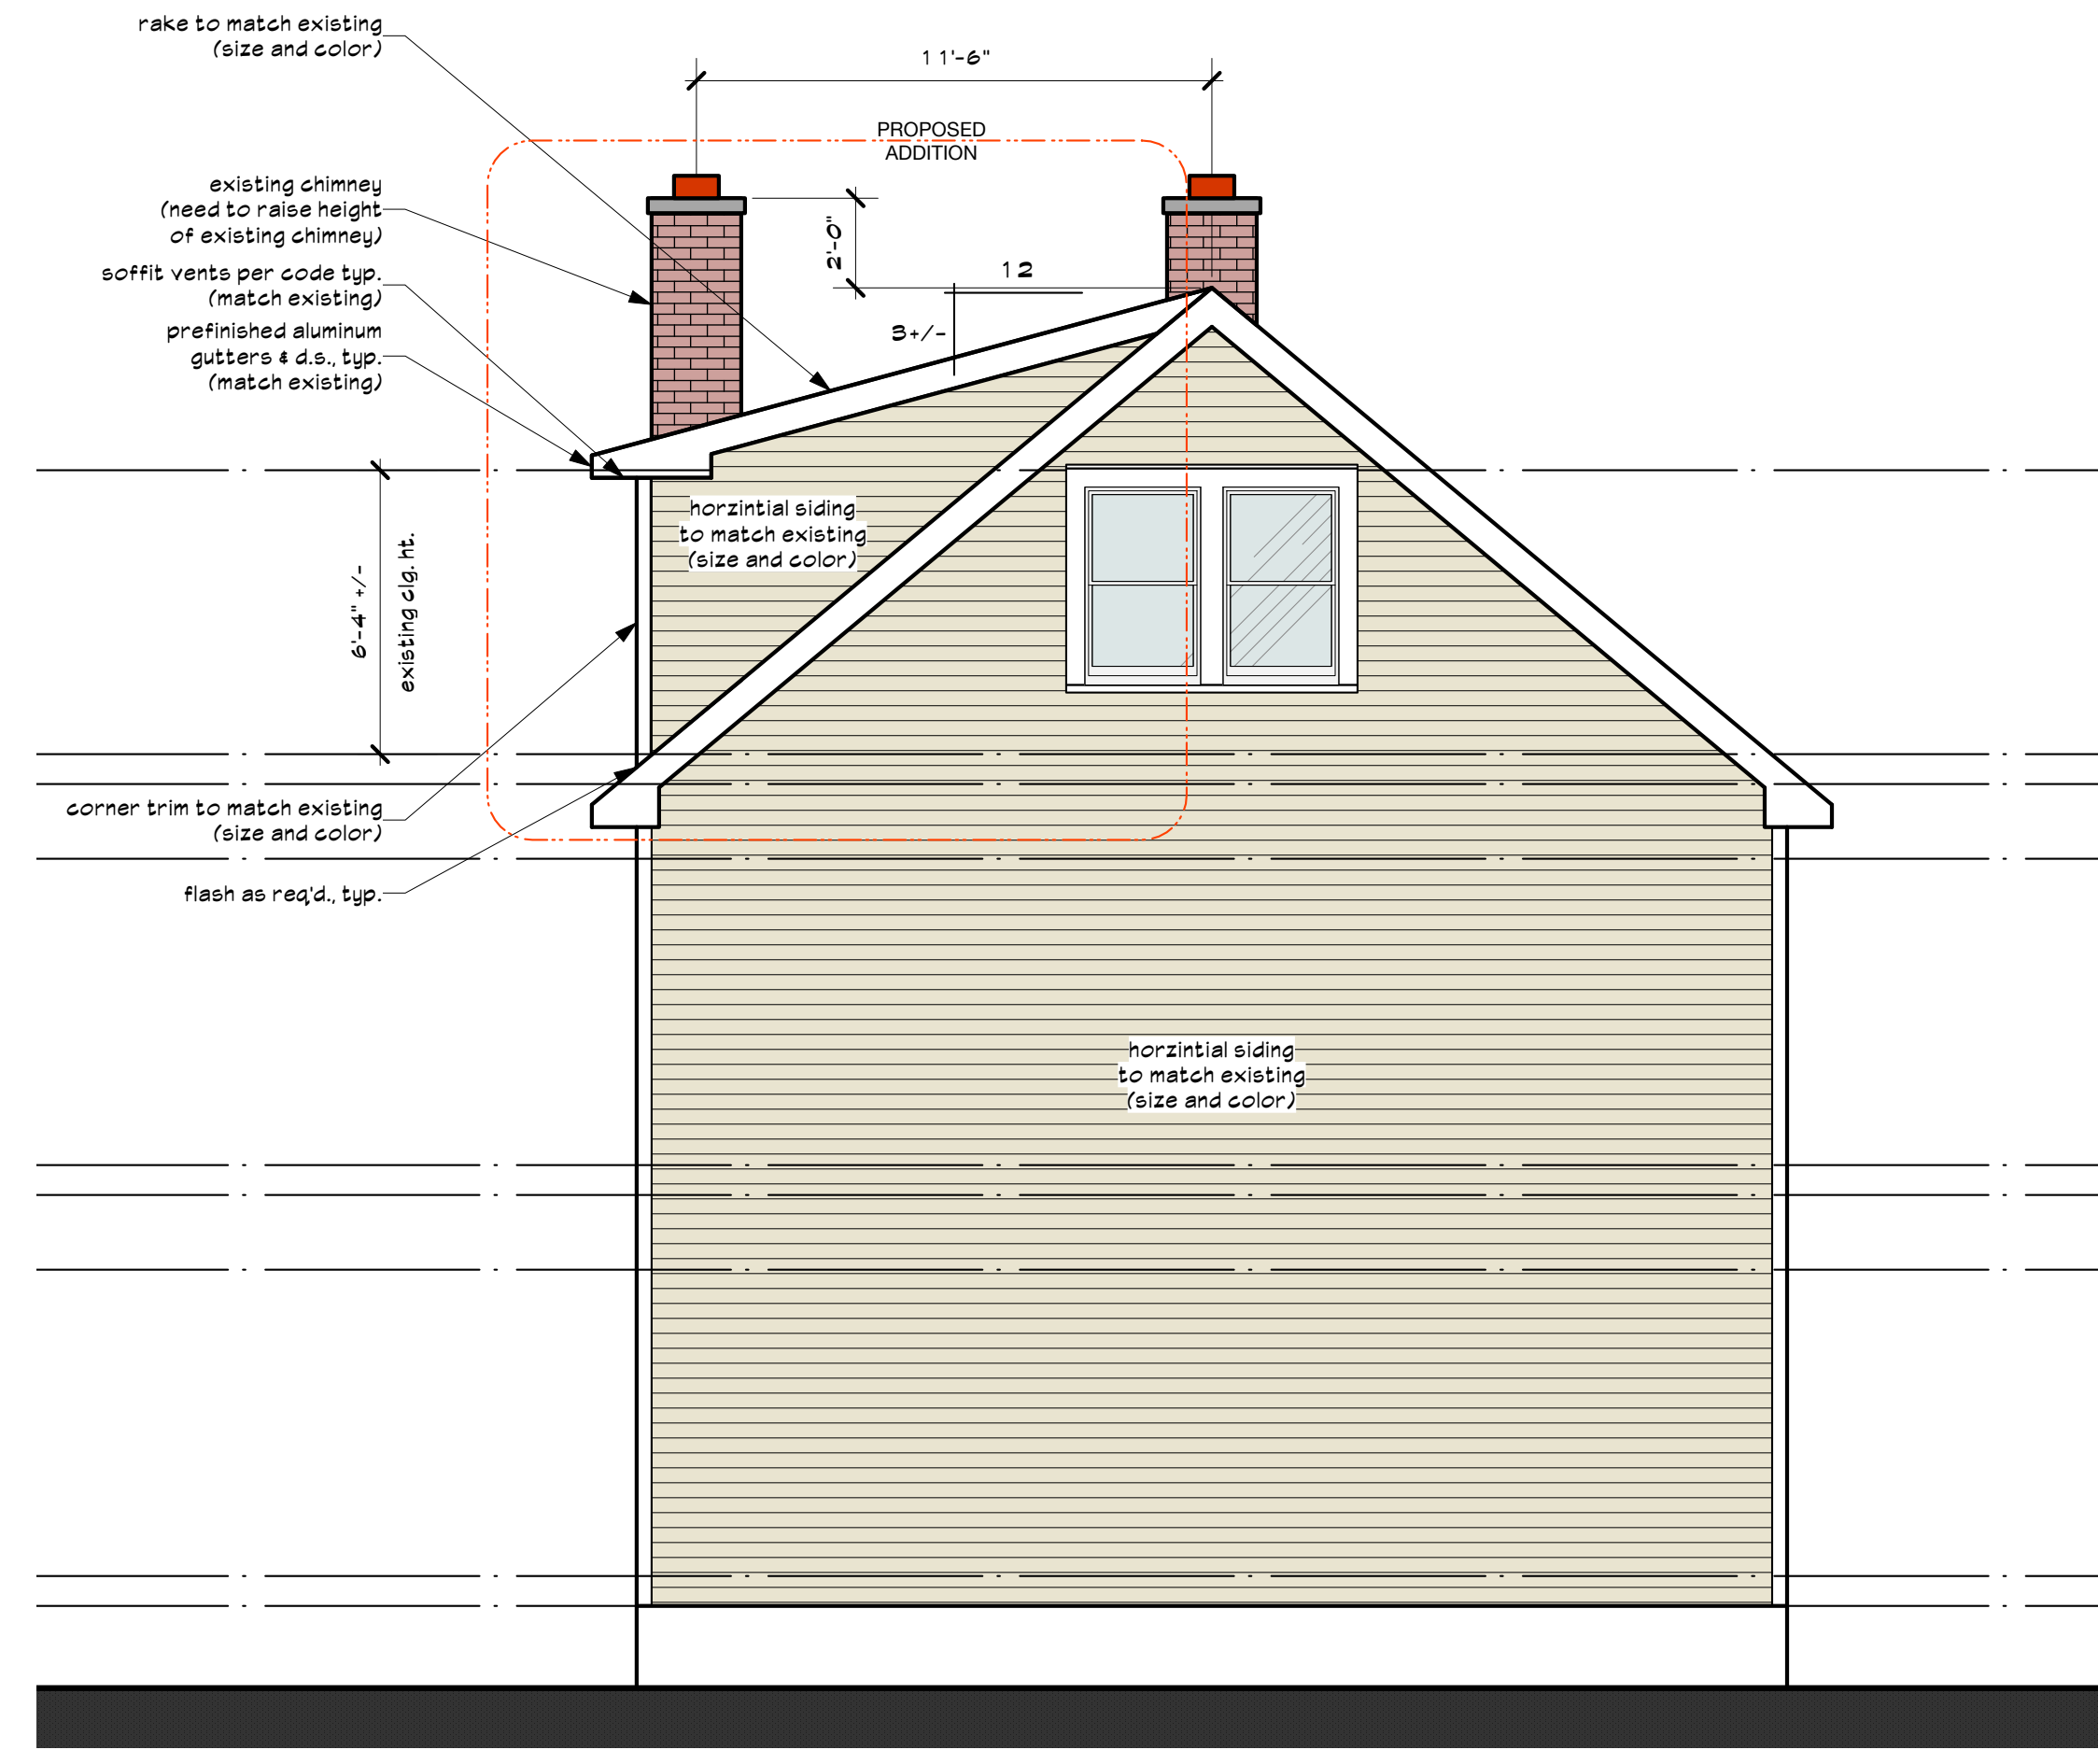 rake to match existing
(size and color)
11'-6"
PROPOSED
ADDITION
existing chimney
(need to raise height
of existing chimney)
2'-0"
12
3+/-
soffit vents per code typ.
(match existing)
prefinished aluminum
gutters & d.s., typ.
(match existing)
horzintial siding
to match existing
(size and color)
6'-4" +/-
existing clg. ht.
corner trim to match existing
(size and color)
flash as req'd., typ.
horzintial siding
to match existing
(size and color)